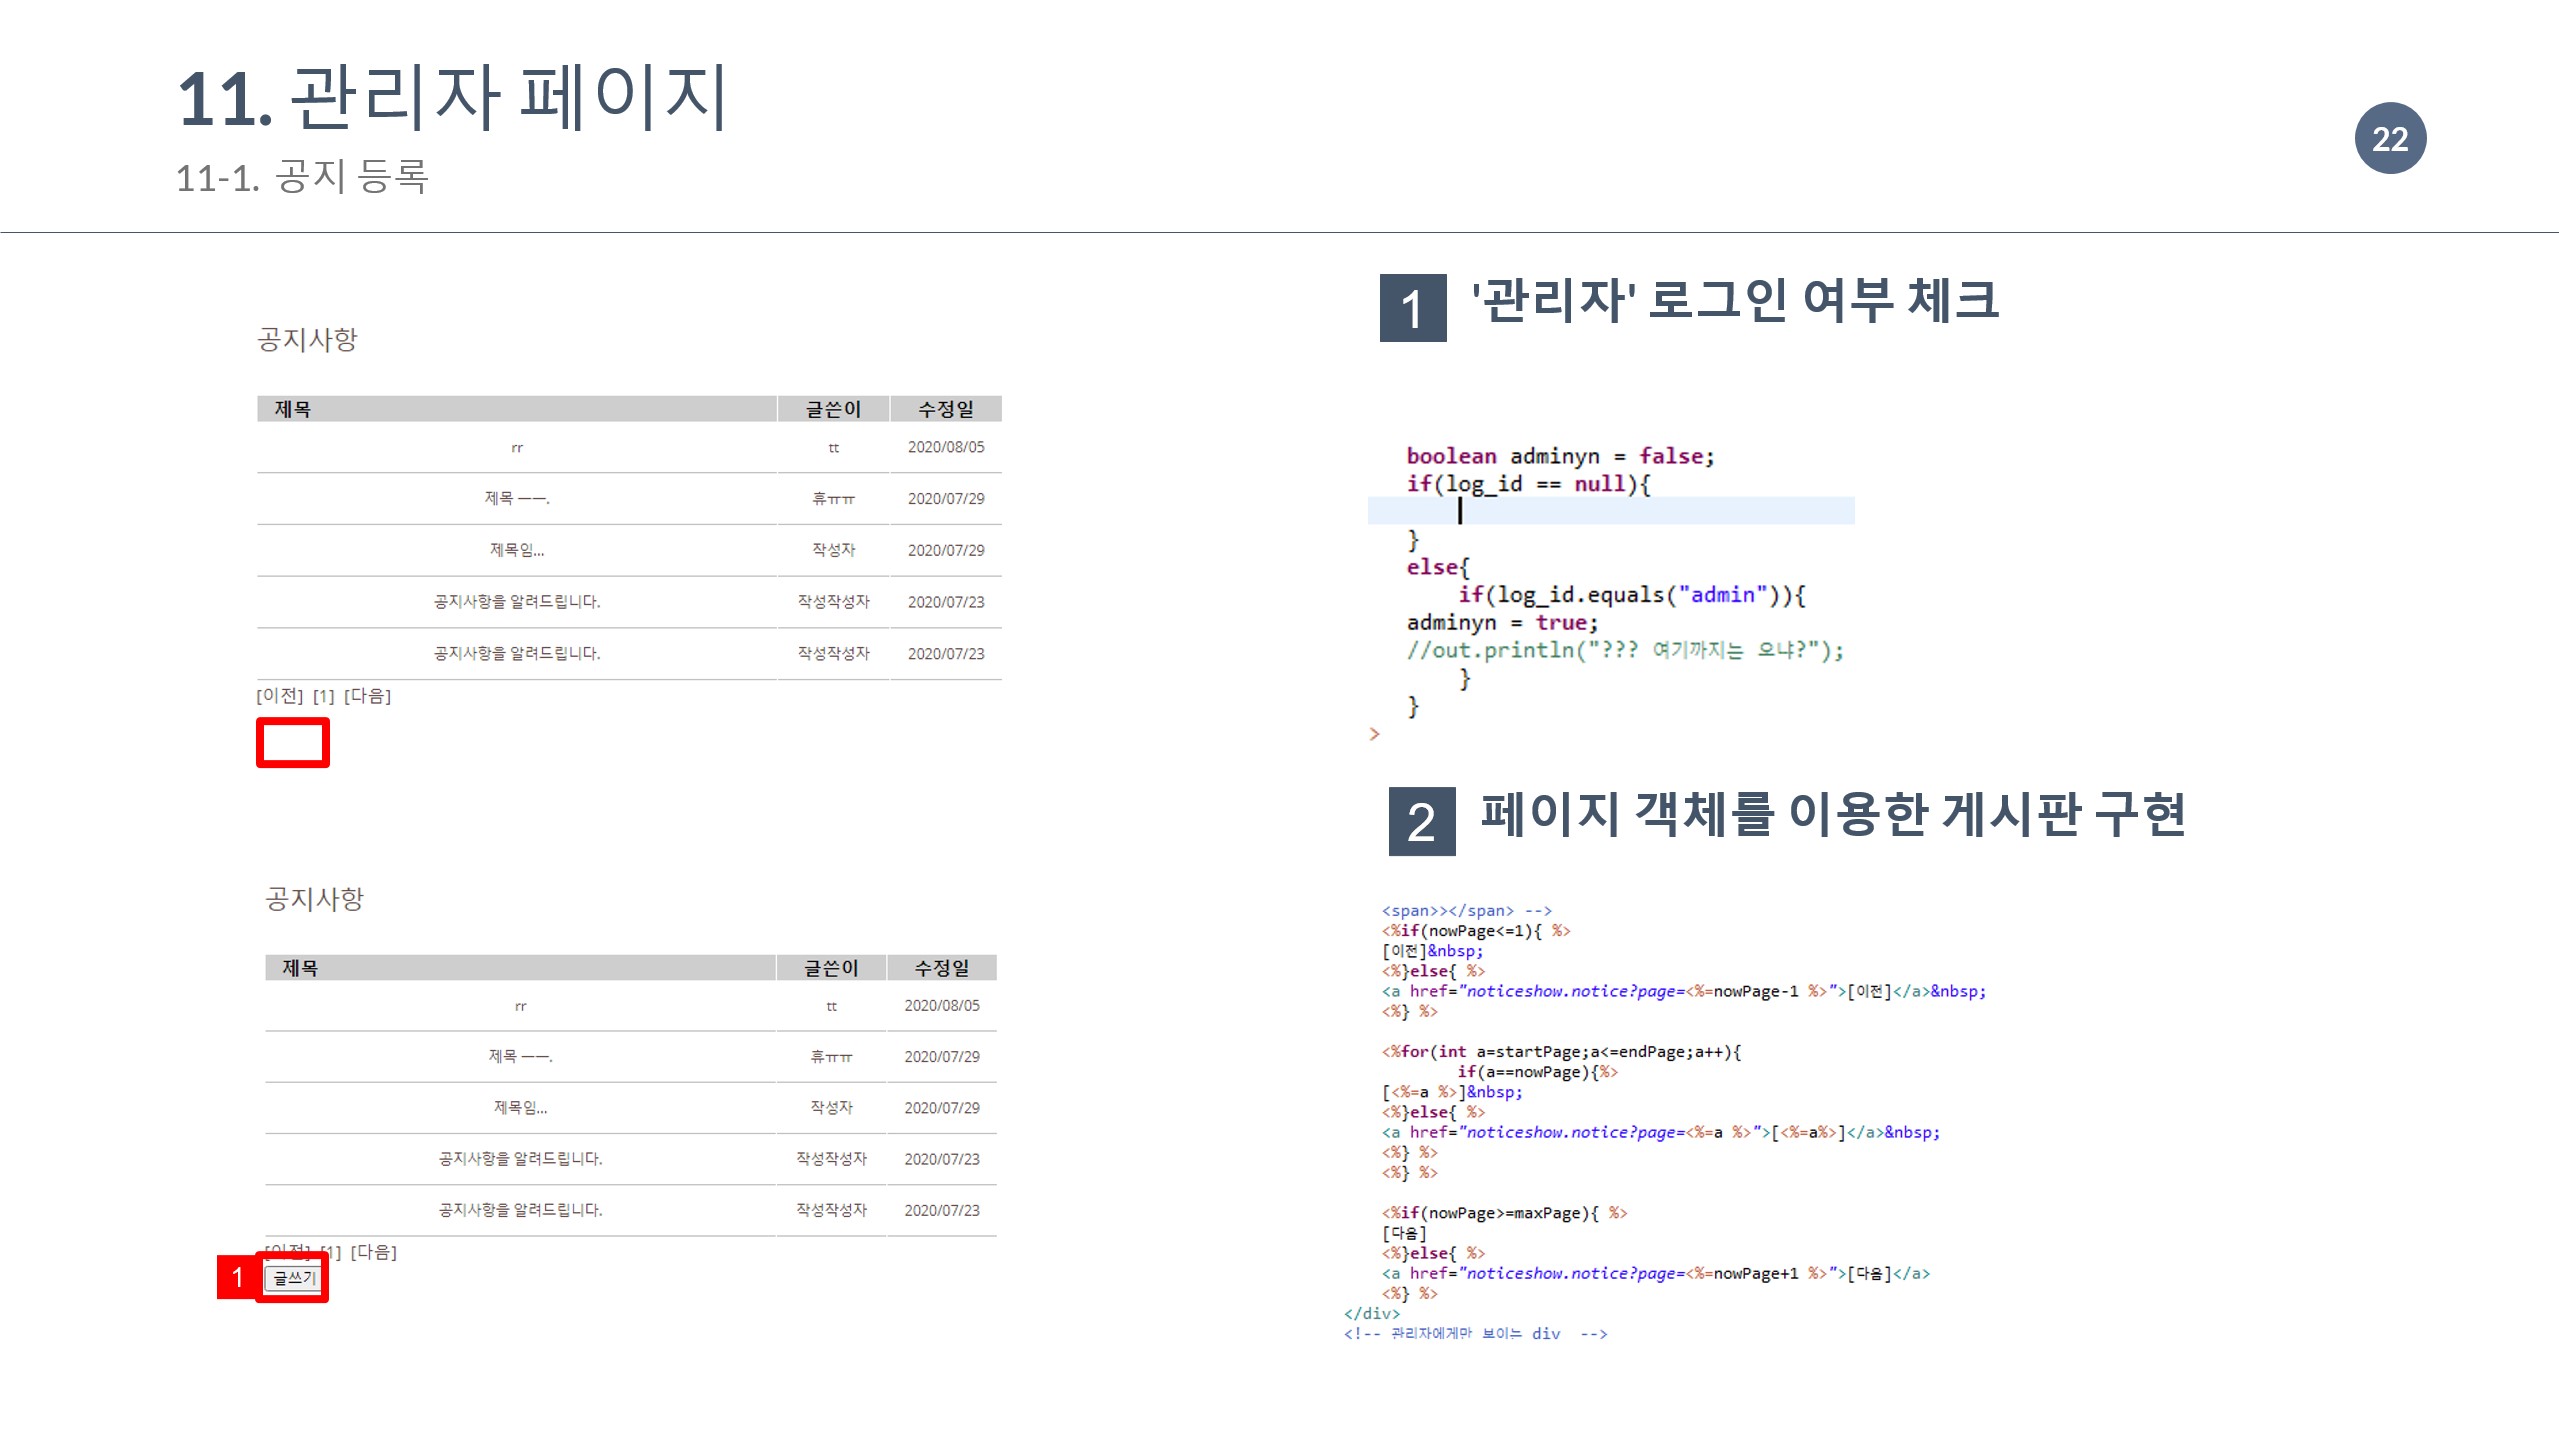 11. 관리자 페이지
11-1. 공지 등록
22
공지사항
제목 글쓴이 수정일
rr tt 2020/08/05
제목 ㅡㅡ. 휴ㅠㅠ 2020/07/29
제목임... 작성자 2020/07/29
공지사항을 알려드립니다. 작성작성자 2020/07/23
공지사항을 알려드립니다. 작성작성자 2020/07/23
[이전] [1] [다음]
공지사항
제목 글쓴이 수정일
rr tt 2020/08/05
제목 ㅡㅡ. 휴ㅠㅠ 2020/07/29
제목임... 작성자 2020/07/29
공지사항을 알려드립니다. 작성작성자 2020/07/23
공지사항을 알려드립니다. 작성작성자 2020/07/23
[이전] [1] [다음]
1 글쓰기
1 '관리자' 로그인 여부 체크
boolean adminyn = false;
if(log_id == null){
}
else{
if(log_id.equals("admin")){
adminyn = true;
//out.println("??? 여기까지는 오냐?");
}
}
>
2 페이지 객체를 이용한 게시판 구현
<span>></span> -->
<%if(nowPage<=1){ %>
[이전]&nbsp;
<%}else{ %>
<a href="noticeshow.notice?page=<%=nowPage-1 %>">[이전]</a>&nbsp;
<%} %>
<%for(int a=startPage;a<=endPage;a++){
if(a==nowPage){%>
[<%=a %>]&nbsp;
<%}else{ %>
<a href="noticeshow.notice?page=<%=a %>">[<%=a%>]</a>&nbsp;
<%} %>
<%} %>
<%if(nowPage>=maxPage){ %>
[다음]
<%}else{ %>
<a href="noticeshow.notice?page=<%=nowPage+1 %>">[다음]</a>
<%} %>
</div>
<!-- 관리자에게만 보이는 div -->